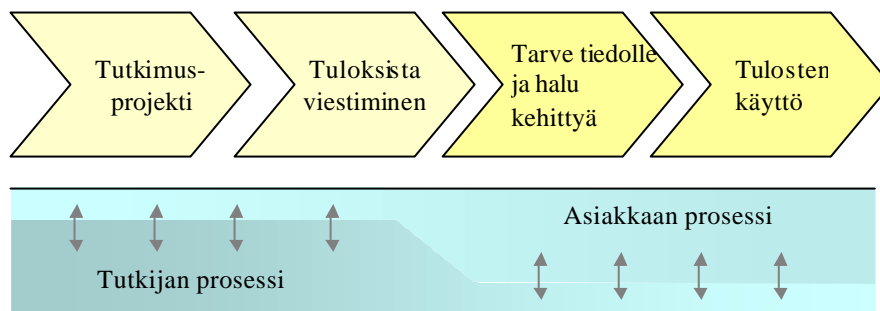 Tutkimus-
projekti
Tuloksista
viestiminen
Tarve tiedolle
ja halu
kehittyä
Tulosten
käyttö
Asiakkaan prosessi
Tutkijan prosessi